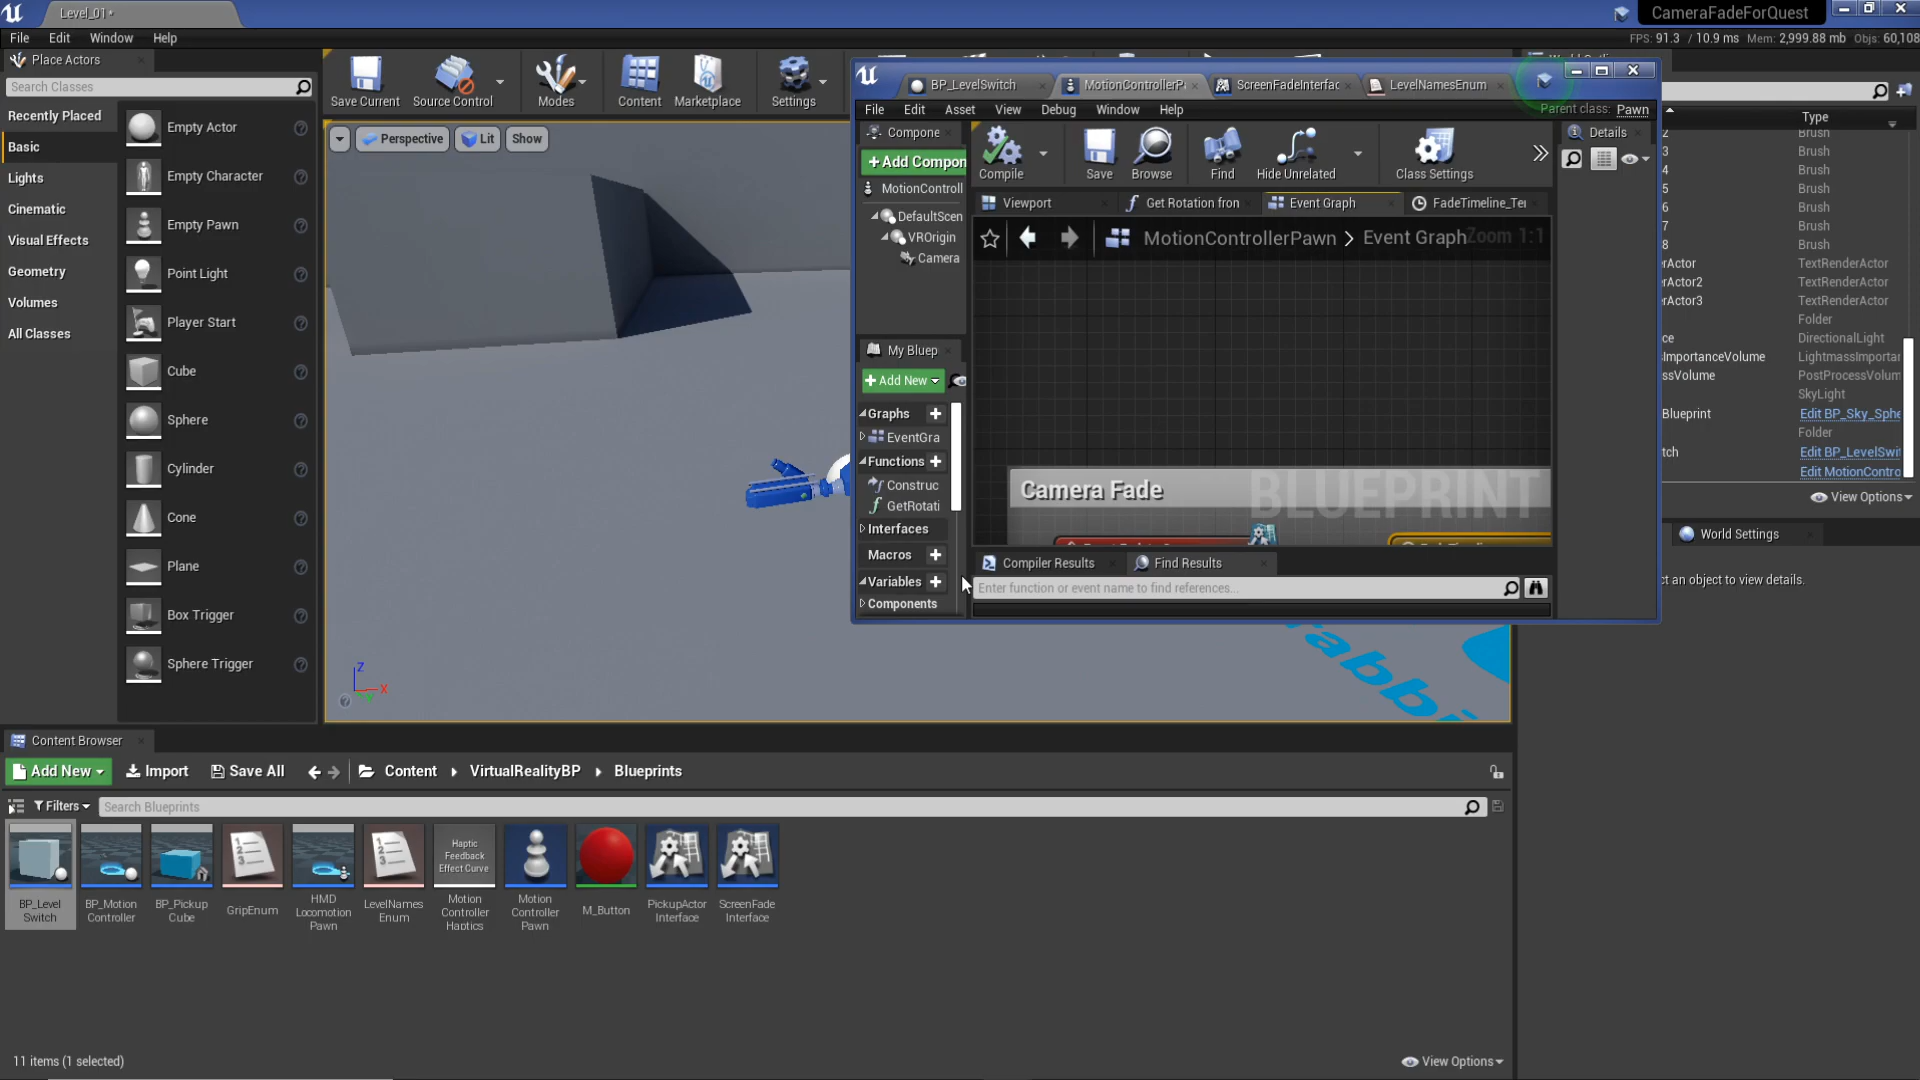 Level_01*
CameraFadeForQuest
File Edit Window Help
FPS: 91.3 / 10.9 ms Mem: 2,999.88 mb Objs: 60,108
Place Actors
Search Classes
Recently Placed
Basic
Lights
Cinematic
Visual Effects
Geometry
Volumes
All Classes
Empty Actor
Empty Character
Empty Pawn
Point Light
Player Start
Cube
Sphere
Cylinder
Cone
Plane
Box Trigger
Sphere Trigger
Save Current
Source Control
Modes
Content
Marketplace
Settings
Perspective
Lit
Show
BP_LevelSwitch
MotionControllerP
ScreenFadeInterfac
LevelNamesEnum
File Edit Asset View Debug Window Help
Parent class: Pawn
Compone
+Add Compon
MotionControll
DefaultScen
VROrigin
Camera
Compile
Save
Browse
Find
Hide Unrelated
Class Settings
Details
Viewport
Get Rotation fron
Event Graph
FadeTimeline_Te
MotionControllerPawn > Event Graph
Zoom 1:1
My Bluep
+Add New
Graphs
EventGra
Functions
Construc
GetRotati
Interfaces
Macros
Variables
Components
Camera Fade
BLUEPRINT
Compiler Results
Find Results
Enter function or event name to find references...
Type
2 Brush
3 Brush
4 Brush
5 Brush
6 Brush
7 Brush
8 Brush
rActor TextRenderActor
rActor2 TextRenderActor
rActor3 TextRenderActor
Folder
ce DirectionalLight
ImportanceVolume LightmassImportar
ssVolume PostProcessVolum
SkyLight
Blueprint Edit BP_Sky_Sphe
Folder
tch Edit BP_LevelSwi
Edit MotionContro
View Options
World Settings
ct an object to view details.
rabbi
Z
X
Content Browser
Add New
Import
Save All
Content
VirtualRealityBP
Blueprints
Filters
Search Blueprints
Haptic
Feedback
Effect Curve
BP_Level
Switch
BP_Motion
Controller
BP_Pickup
Cube
GripEnum
HMD
Locomotion
Pawn
LevelNames
Enum
Motion
Controller
Haptics
Motion
Controller
Pawn
M_Button
PickupActor
Interface
ScreenFade
Interface
11 items (1 selected)
View Options